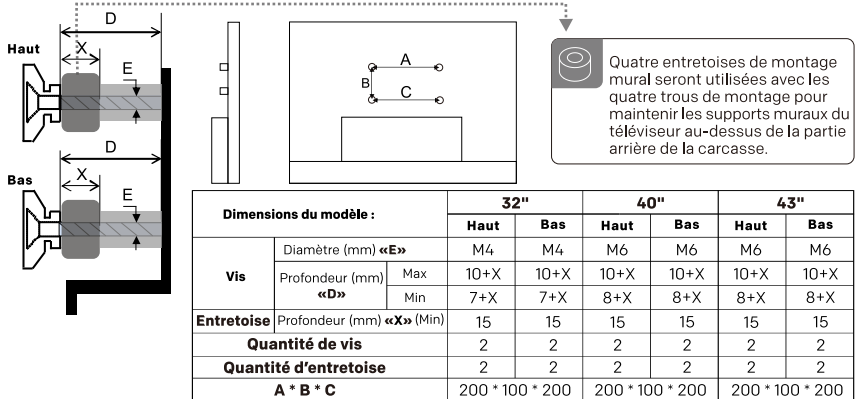 D
X
Haut
E
D
Bas
X
E
A
B
C
Quatre entretoises de montage
mural seront utilisées avec les
quatre trous de montage pour
maintenir les supports muraux du
téléviseur au-dessus de la partie
arrière de la carcasse.
Dimensions du modèle : 32" 40" 43"
Haut Bas Haut Bas Haut Bas
Vis Diamètre (mm) «E» M4 M4 M6 M6 M6 M6
Profondeur (mm) «D» Max 10+X 10+X 10+X 10+X 10+X 10+X
Min 7+X 7+X 8+X 8+X 8+X 8+X
Entretoise Profondeur (mm) «X» (Min) 15 15 15 15 15 15
Quantité de vis 2 2 2 2 2 2
Quantité d'entretoise 2 2 2 2 2 2
A * B * C 200 * 100 * 200 200 * 100 * 200 200 * 100 * 200